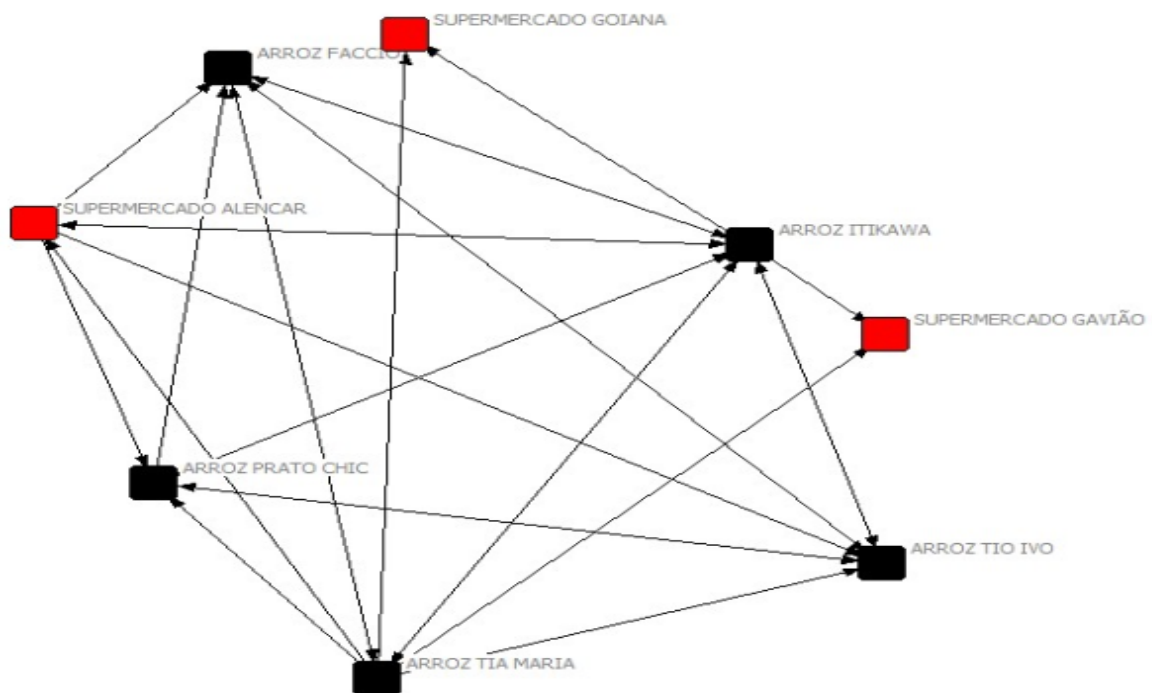 SUPERMERCADO GOIANA
ARROZ FACCIO
SUPERMERCADO ALENCAR
ARROZ ITIKAWA
SUPERMERCADO GAVIÃO
ARROZ PRATO CHIC
ARROZ TIO IVO
ARROZ TIA MARIA